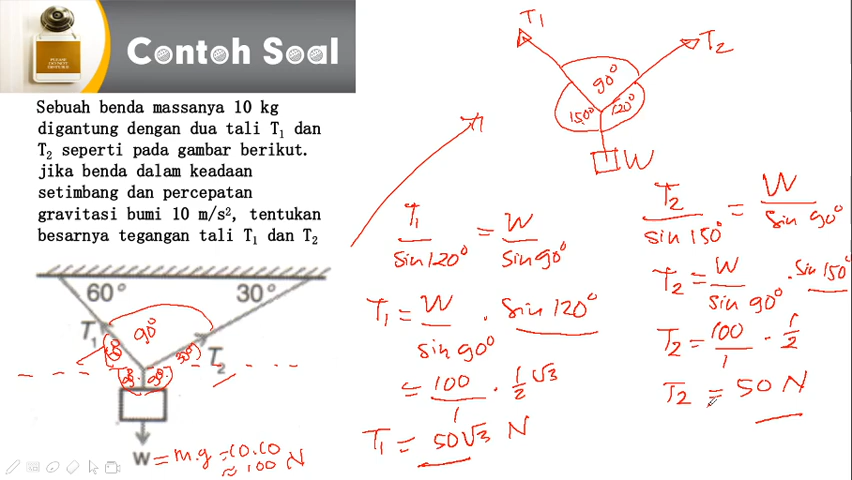 Contoh Soal
Sebuah benda massanya 10 kg
digantung dengan dua tali T₁ dan
T₂ seperti pada gambar berikut.
jika benda dalam keadaan
setimbang dan percepatan
gravitasi bumi 10 m/s², tentukan
besarnya tegangan tali T₁ dan T₂
60° 30°
T₁ 90° T₂
60° 30°
90° 90°
W = m.g = 10.10
≈ 100 N
T₁ T₂
90°
150° 120°
W
T₁/sin 120° = W/sin 90°
T₁ = W/sin 90° . sin 120°
= 100/1 . 1/2 √3
T₁ = 50√3 N
T₂/sin 150° = W/sin 90°
T₂ = W/sin 90° . sin 150°
T₂ = 100/1 . 1/2
T₂ = 50 N